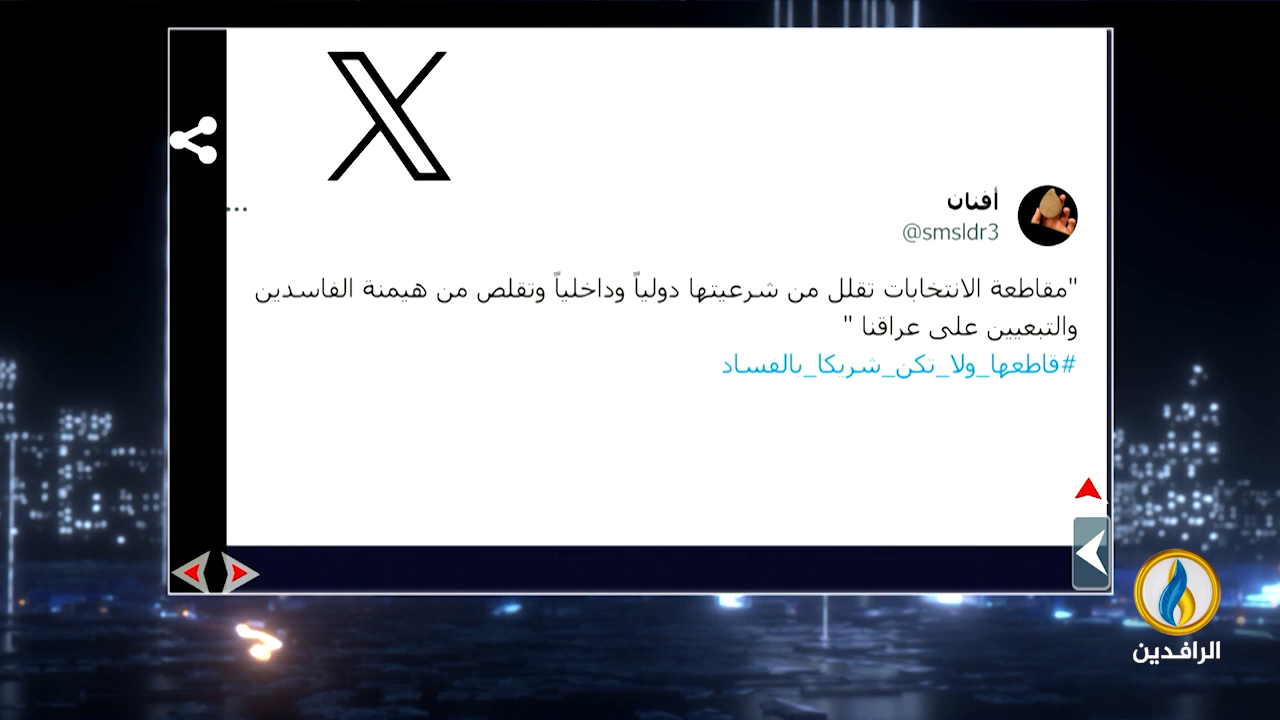 X
أفنان
@smsldr3
...
"مقاطعة الانتخابات تقلل من شرعيتها دولياً وداخلياً وتقلص من هيمنة الفاسدين
والتبعيين على عراقنا "
#قاطعها_ولا_تكن_شريكا_بالفساد
الرافدين